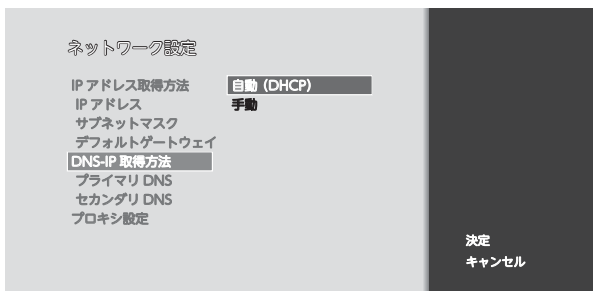 ネットワーク設定
IP アドレス取得方法 自動（DHCP）
IP アドレス 手動
サブネットマスク
デフォルトゲートウェイ
DNS-IP 取得方法
プライマリ DNS
セカンダリ DNS
プロキシ設定
決定
キャンセル